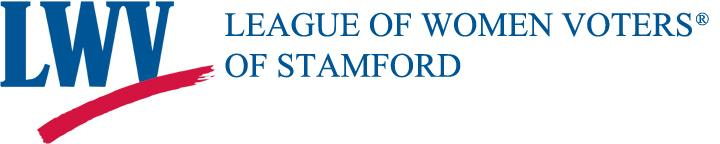 LWV
LEAGUE OF WOMEN VOTERS®
OF STAMFORD